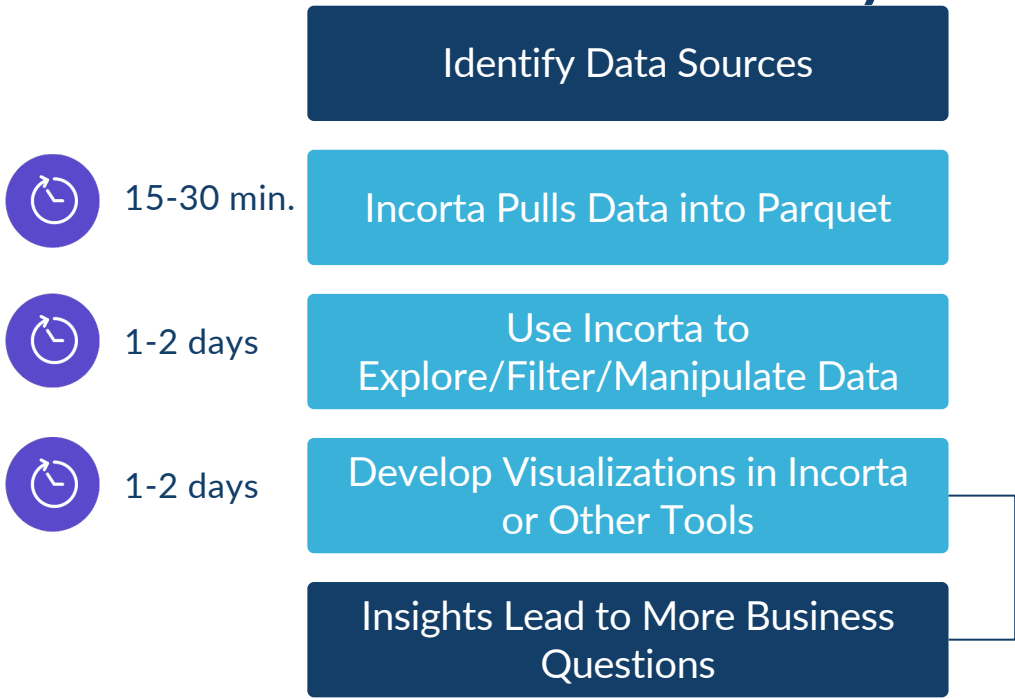 Identify Data Sources
15-30 min.
Incorta Pulls Data into Parquet
1-2 days
Use Incorta to
Explore/Filter/Manipulate Data
1-2 days
Develop Visualizations in Incorta
or Other Tools
Insights Lead to More Business
Questions